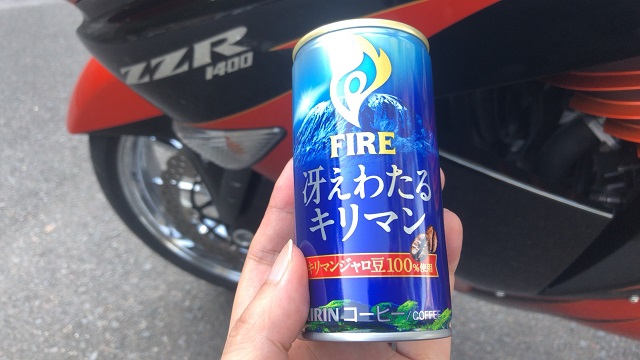 ZZR
1400
FIRE
冴えわたる
キリマン
キリマンジャロ豆100%使用
KIRIN コーヒー/COFFEE